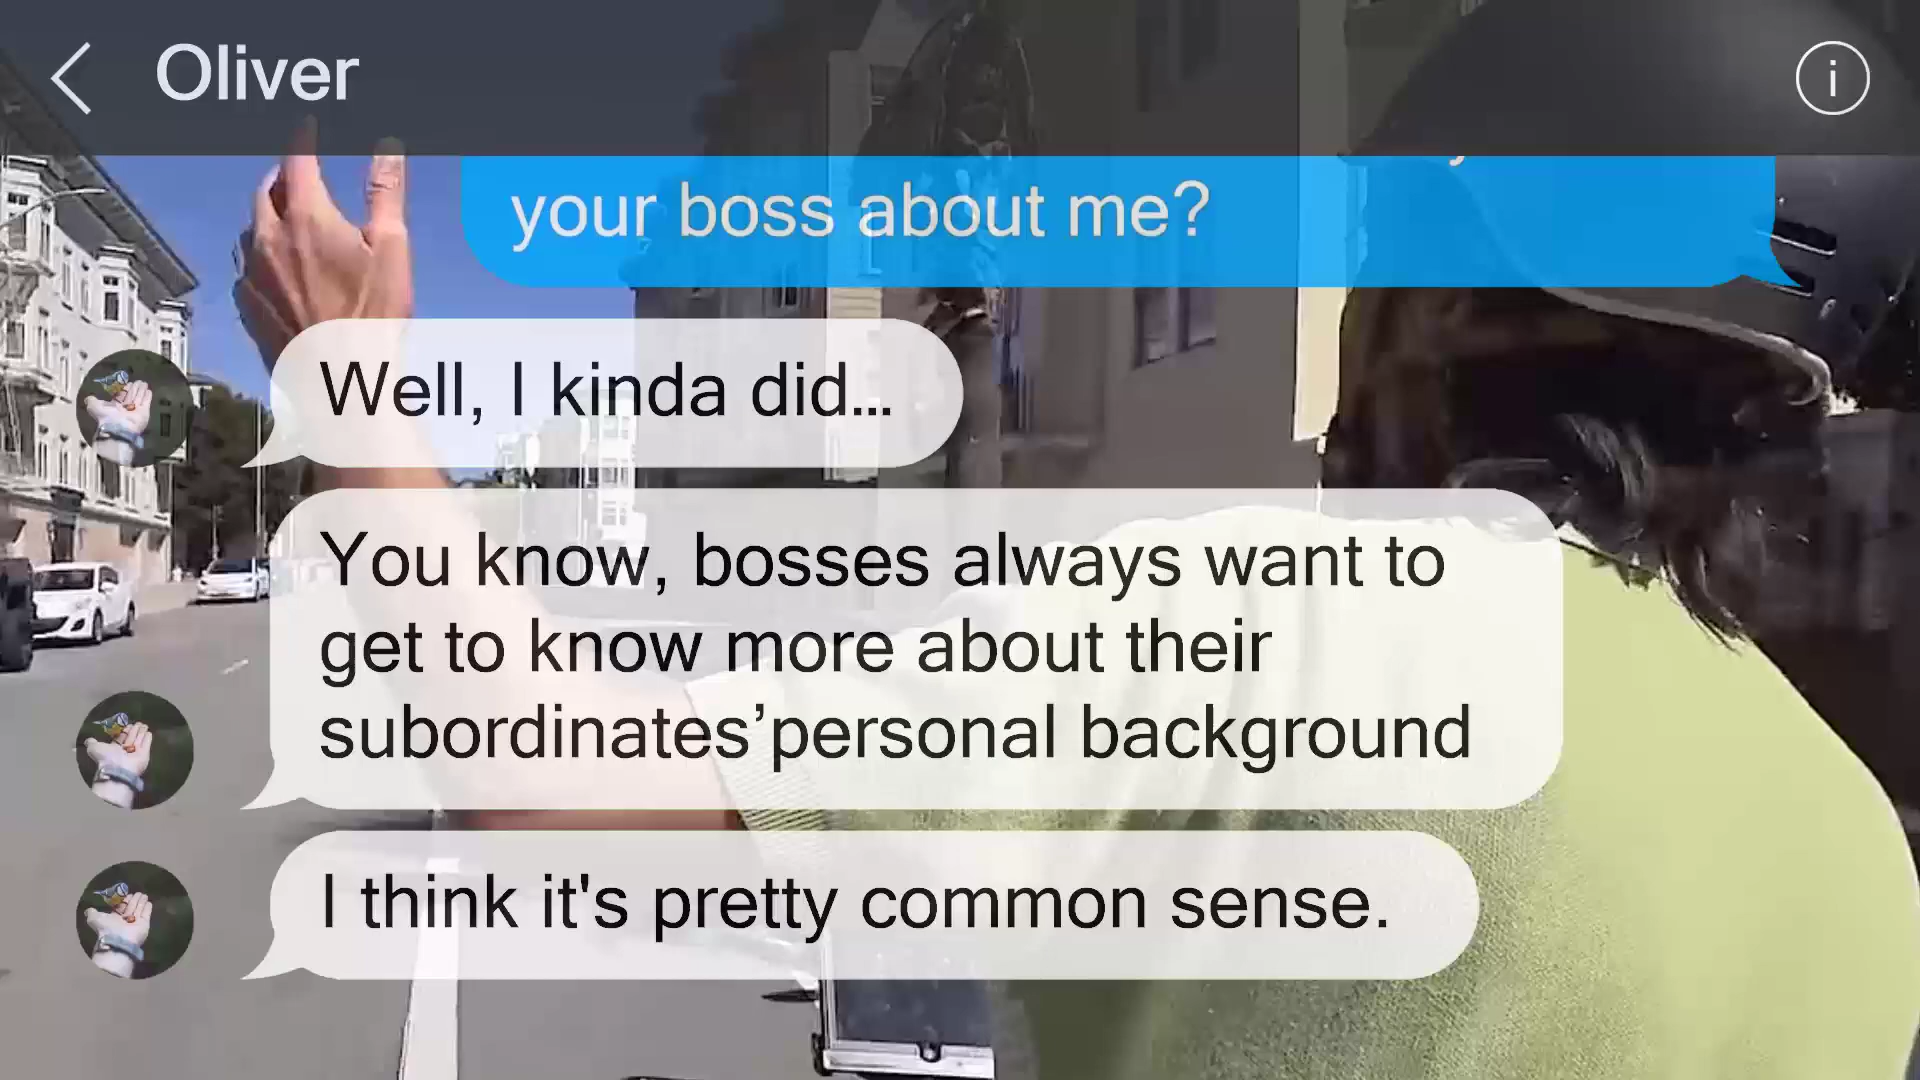 Oliver
i
your boss about me?
Well, I kinda did...
You know, bosses always want to
get to know more about their
subordinates’personal background
I think it's pretty common sense.